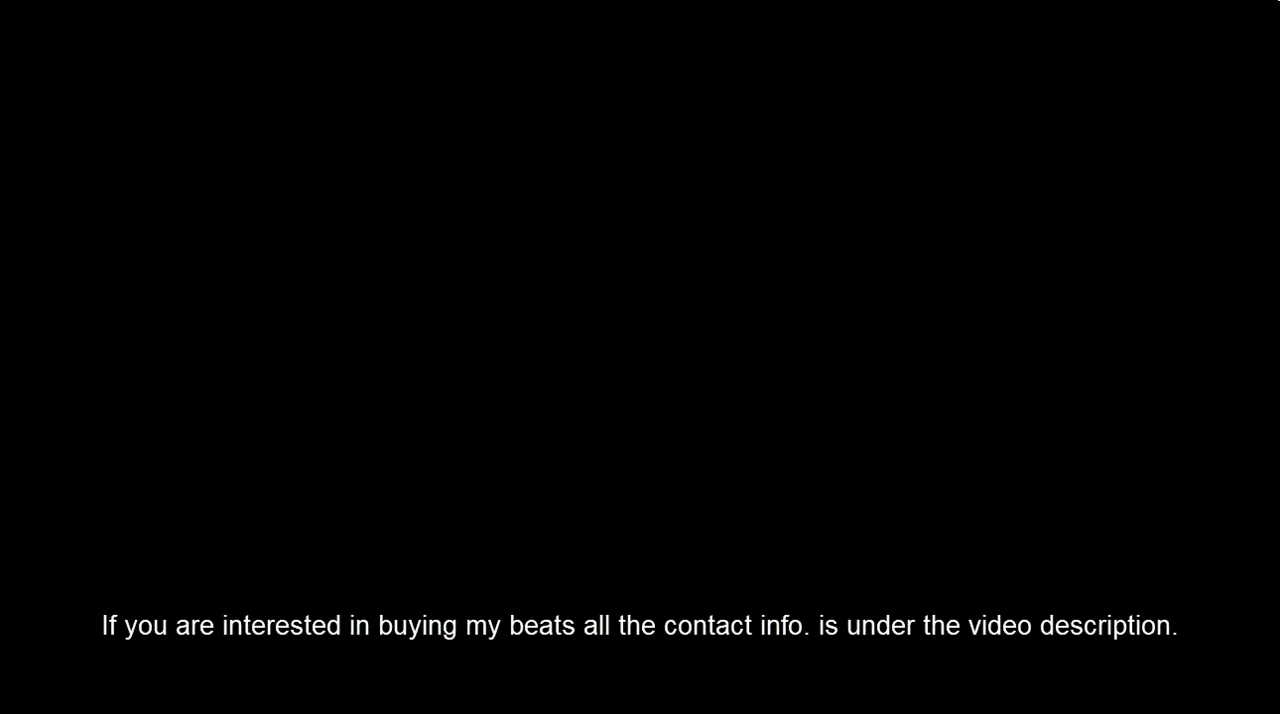 If you are interested in buying my beats all the contact info. is under the video description.